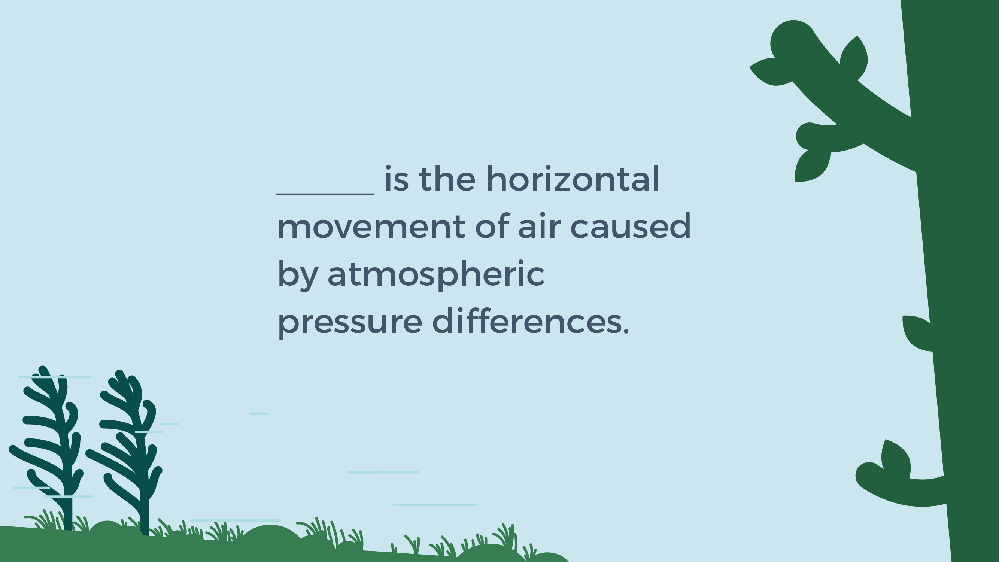 ______ is the horizontal
movement of air caused
by atmospheric
pressure differences.